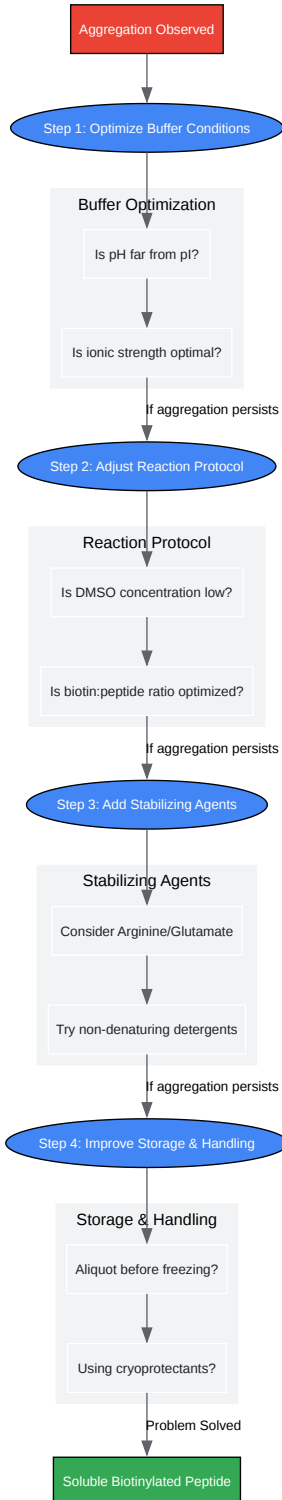 Aggregation Observed
Step 1: Optimize Buffer Conditions
Buffer Optimization
Is pH far from pI?
Is ionic strength optimal?
If aggregation persists
Step 2: Adjust Reaction Protocol
Reaction Protocol
Is DMSO concentration low?
Is biotin:peptide ratio optimized?
If aggregation persists
Step 3: Add Stabilizing Agents
Stabilizing Agents
Consider Arginine/Glutamate
Try non-denaturing detergents
If aggregation persists
Step 4: Improve Storage & Handling
Storage & Handling
Aliquot before freezing?
Using cryoprotectants?
Problem Solved
Soluble Biotinylated Peptide